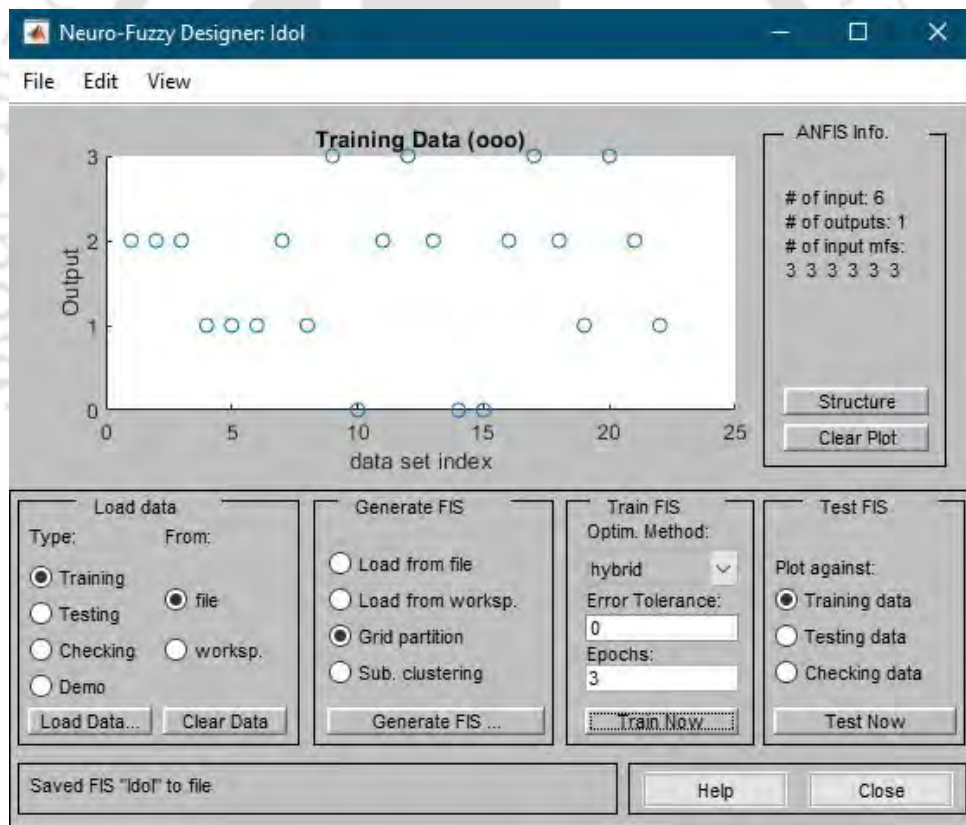 Neuro-Fuzzy Designer: Idol
File Edit View
Training Data (ooo)
3
2
1
0
Output
0 5 10 15 20 25
data set index
ANFIS Info.
# of input: 6
# of outputs: 1
# of input mfs:
3 3 3 3 3 3
Structure
Clear Plot
Load data
Type: From:
Training
Testing
Checking
Demo
file
worksp.
Load Data... Clear Data
Generate FIS
Load from file
Load from worksp.
Grid partition
Sub. clustering
Generate FIS ...
Train FIS
Optim. Method:
hybrid
Error Tolerance:
0
Epochs:
3
Train Now
Test FIS
Plot against:
Training data
Testing data
Checking data
Test Now
Saved FIS "Idol" to file
Help Close